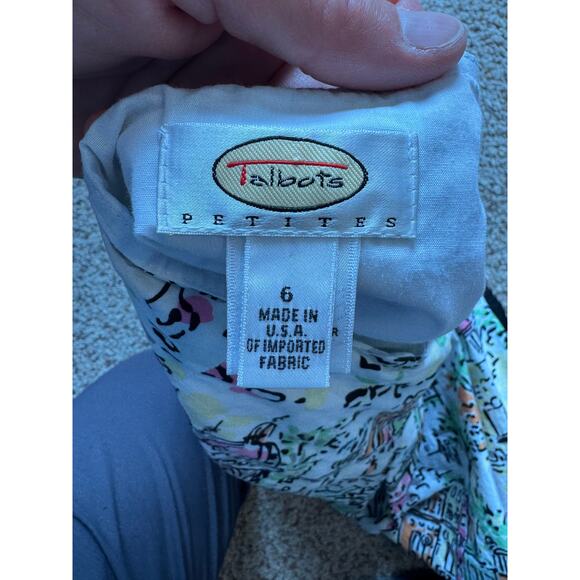 Talbots
PETITES
6
MADE IN
U.S.A.
OF IMPORTED
FABRIC
R